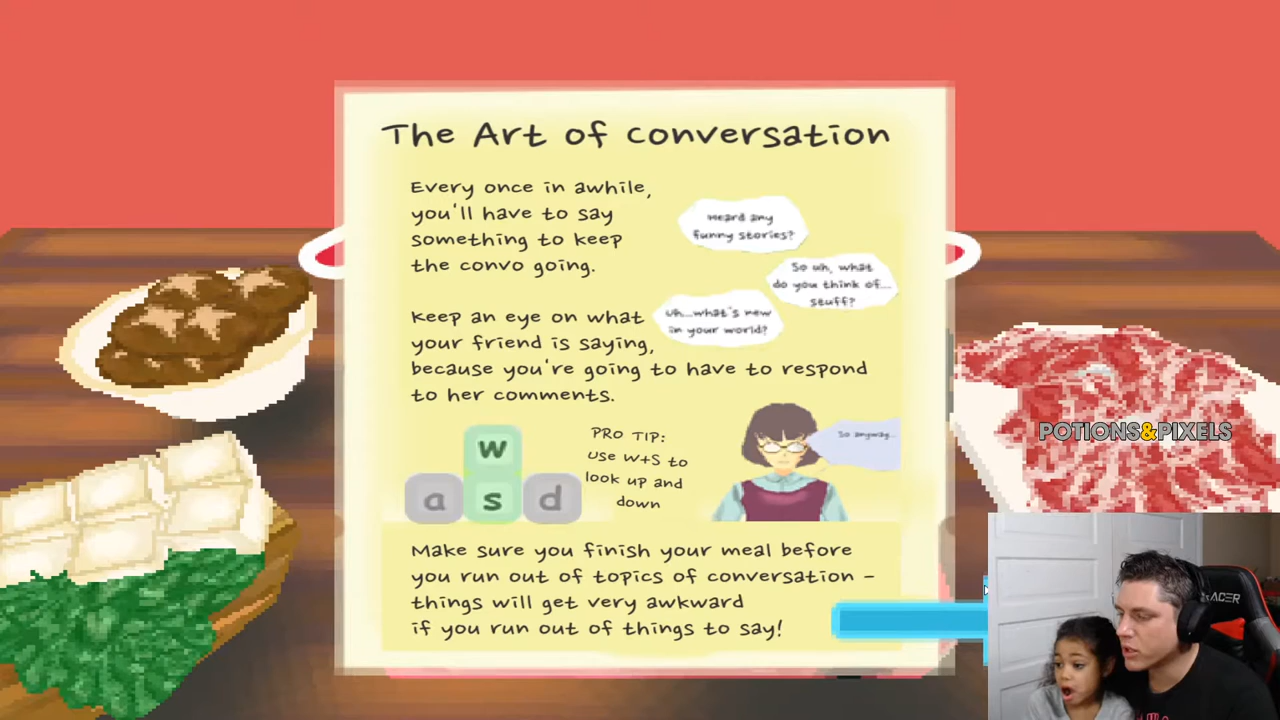 The Art of conversation
Every once in awhile,
you'll have to say
something to keep
the convo going.
Heard any
funny stories?
So uh, what
do you think of...
stuff?
uh...what's new
in your world?
Keep an eye on what
your friend is saying,
because you're going to have to respond
to her comments.
PRO TIP:
use W+S to
look up and
down
w
a s d
So anyway...
POTIONS&PIXELS
Make sure you finish your meal before
you run out of topics of conversation -
things will get very awkward
if you run out of things to say!